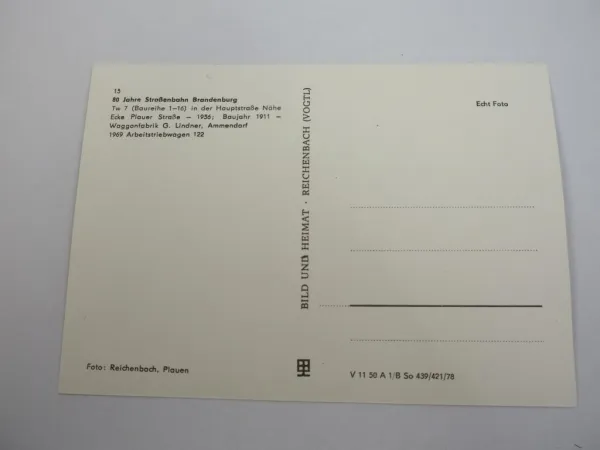 15
80 Jahre Straßenbahn Brandenburg
Tw 7 (Baureihe 1–16) in der Hauptstraße Nähe
Ecke Plauer Straße – 1936; Baujahr 1911 –
Waggonfabrik G. Lindner, Ammendorf
1969 Arbeitstriebwagen 122
Foto: Reichenbach, Plauen
BILD UND HEIMAT · REICHENBACH (VOGTL)
Echt Foto
V 11 50 A 1/B So 439/421/78